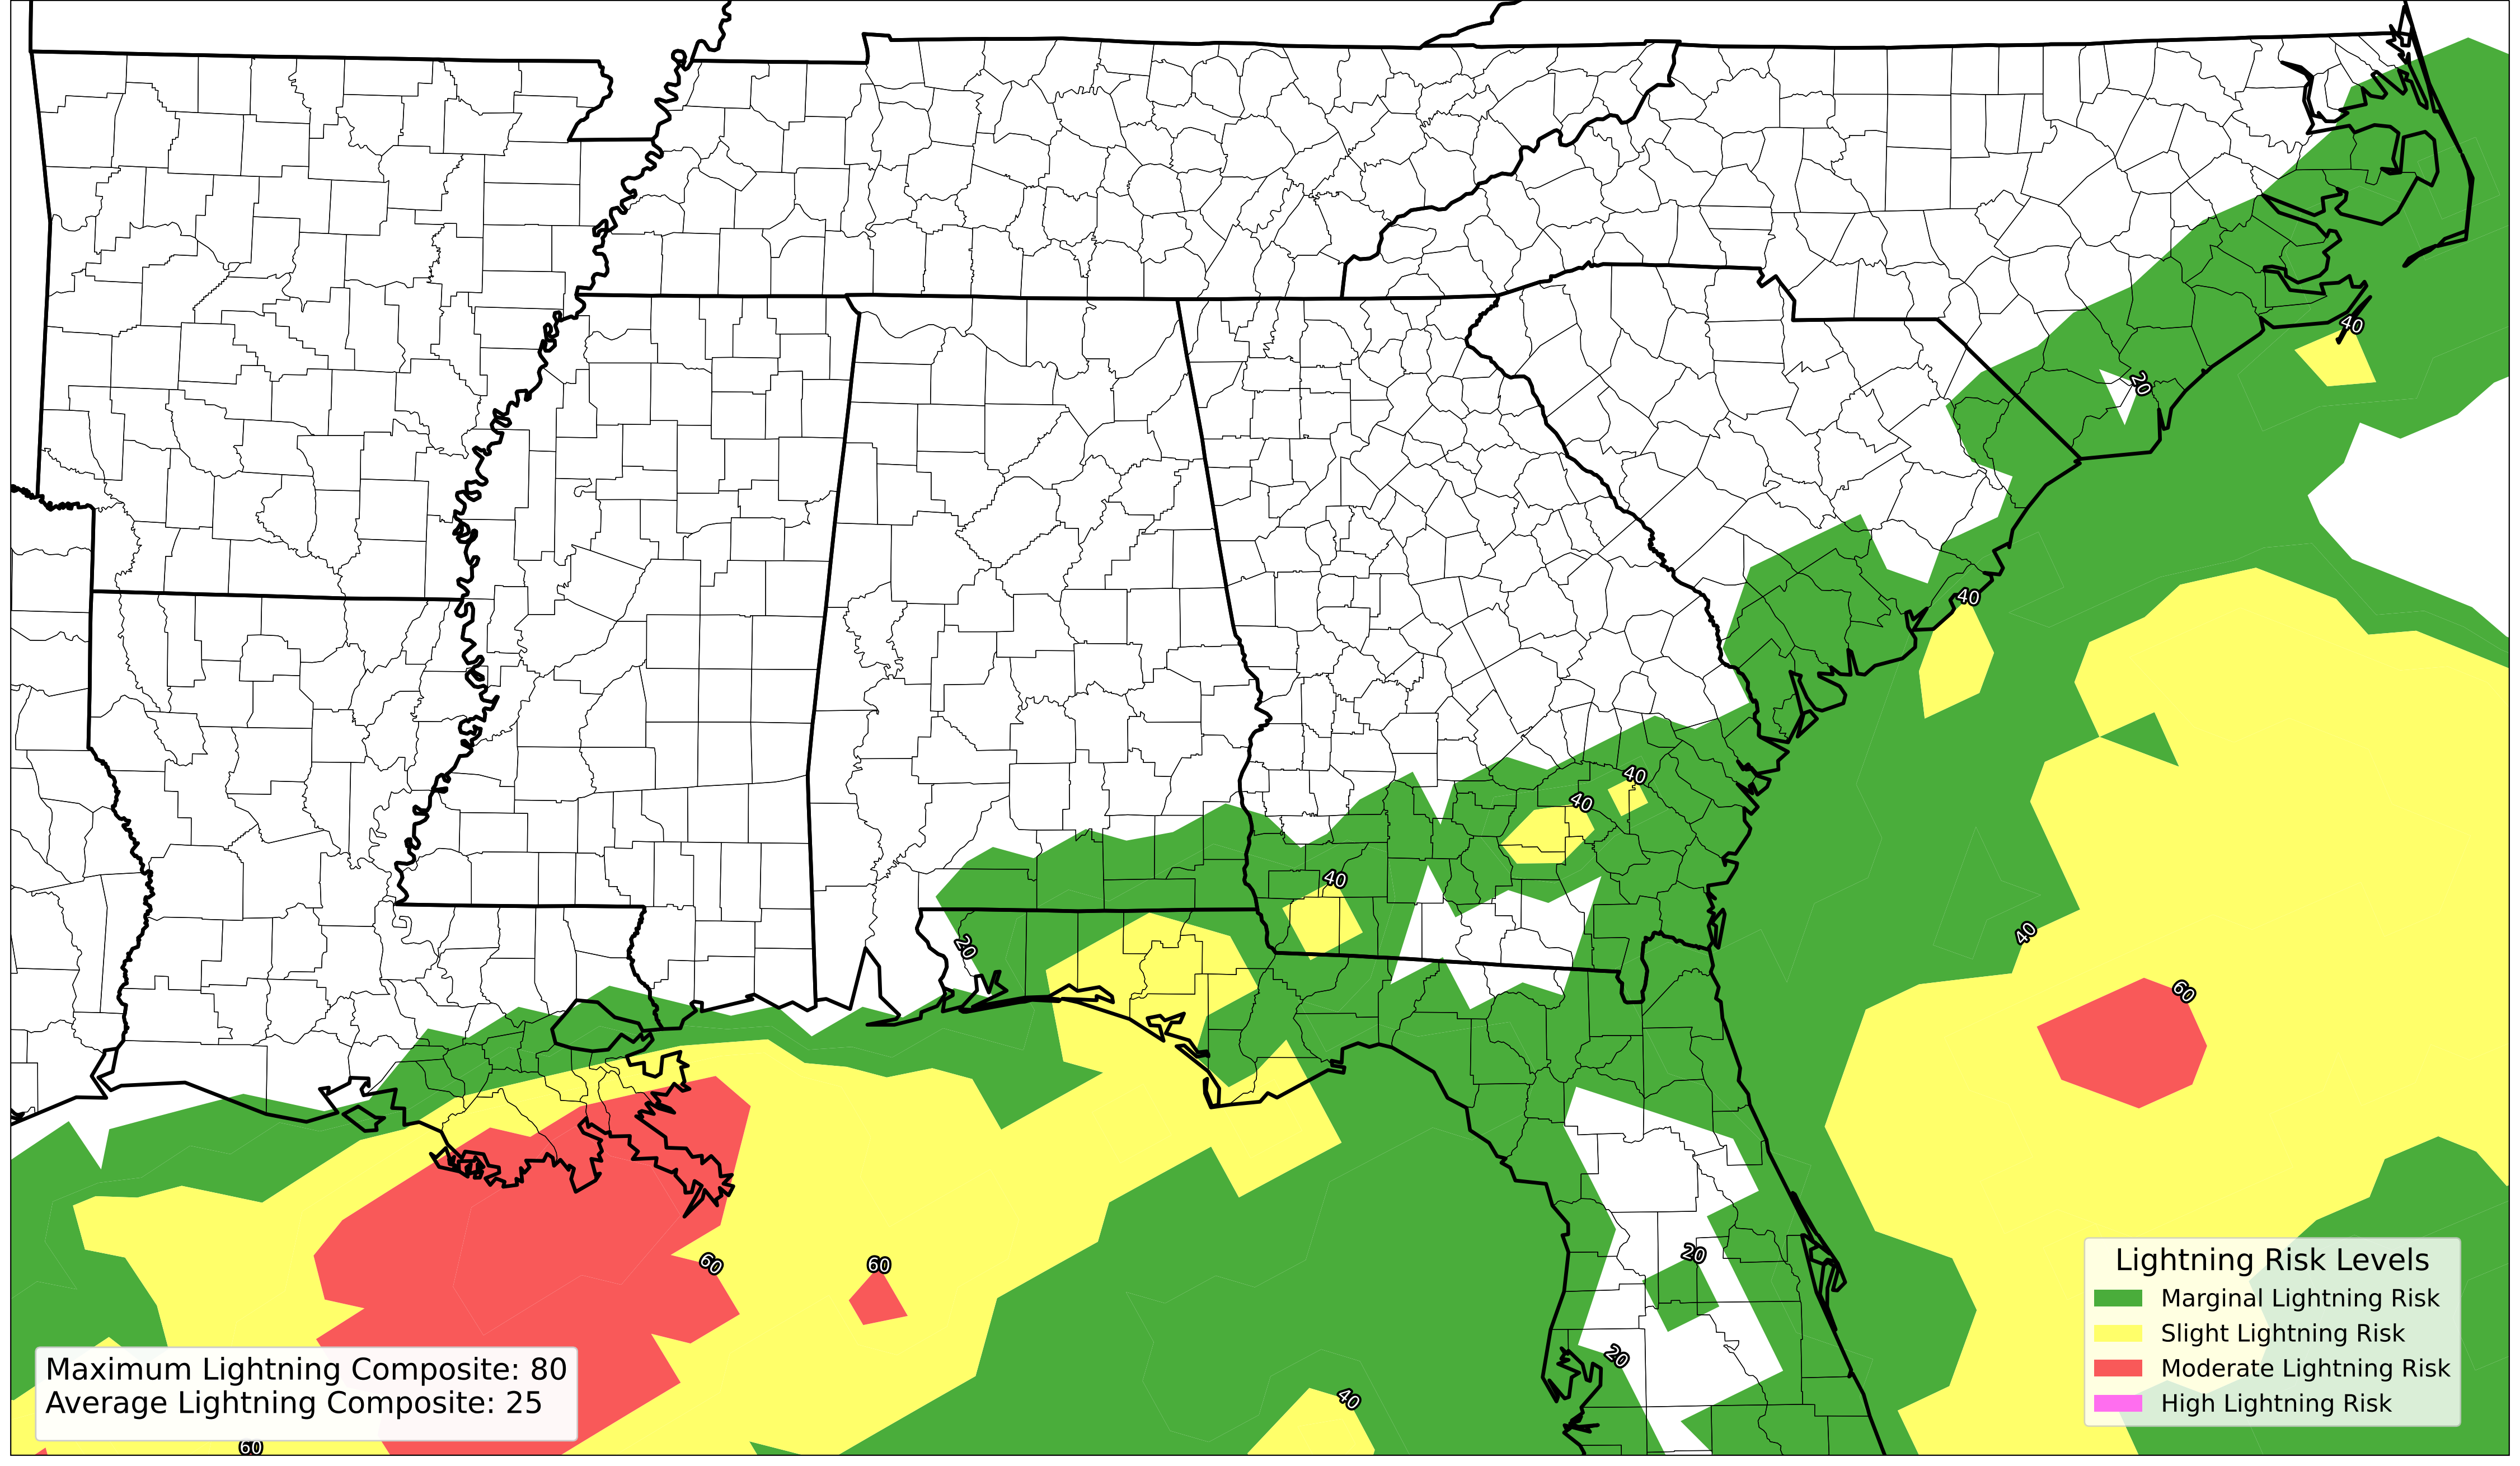 40
20
40
40
40
40
20
40
60
60
60
20
20
40
60
Lightning Risk Levels
Marginal Lightning Risk
Slight Lightning Risk
Moderate Lightning Risk
High Lightning Risk
Maximum Lightning Composite: 80
Average Lightning Composite: 25